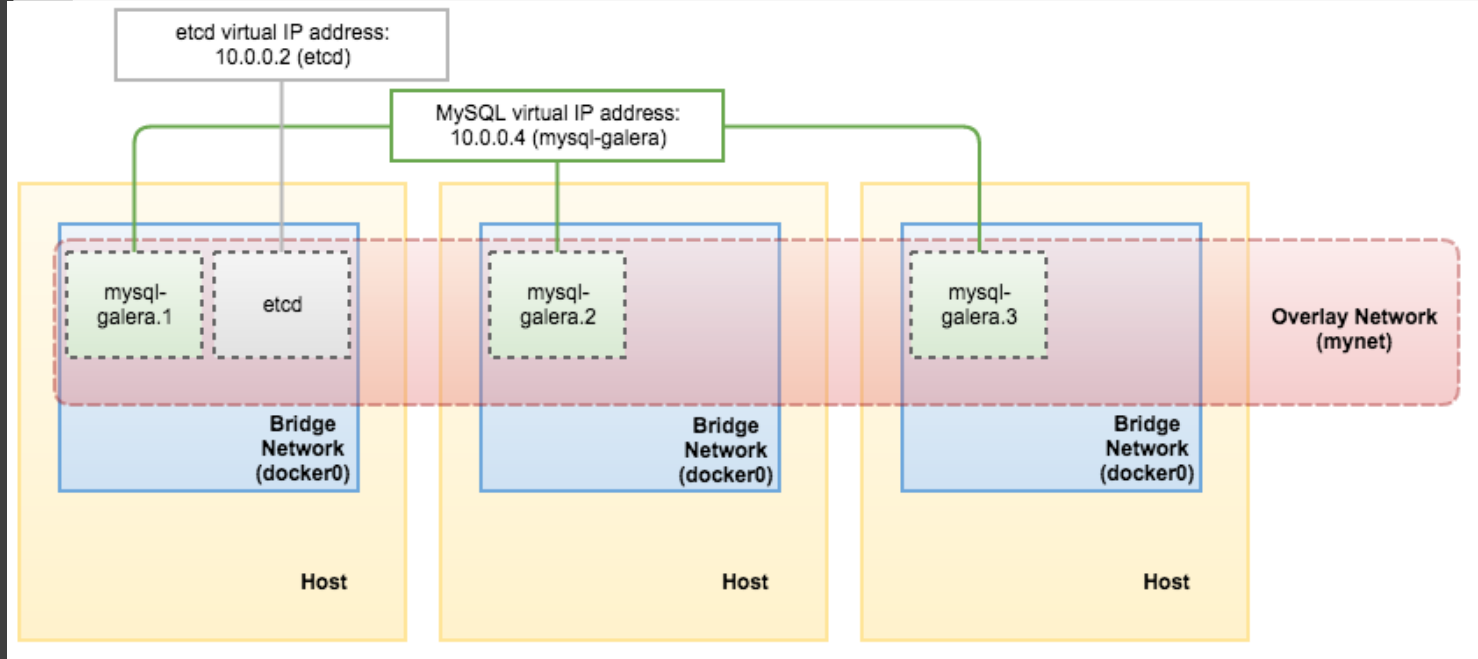 etcd virtual IP address:
10.0.0.2 (etcd)
MySQL virtual IP address:
10.0.0.4 (mysql-galera)
mysql-
galera.1
etcd
mysql-
galera.2
mysql-
galera.3
Overlay Network
(mynet)
Bridge
Network
(docker0)
Bridge
Network
(docker0)
Bridge
Network
(docker0)
Host
Host
Host